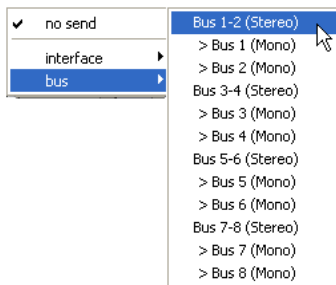 no send
interface
bus
Bus 1-2 (Stereo)
> Bus 1 (Mono)
> Bus 2 (Mono)
Bus 3-4 (Stereo)
> Bus 3 (Mono)
> Bus 4 (Mono)
Bus 5-6 (Stereo)
> Bus 5 (Mono)
> Bus 6 (Mono)
Bus 7-8 (Stereo)
> Bus 7 (Mono)
> Bus 8 (Mono)